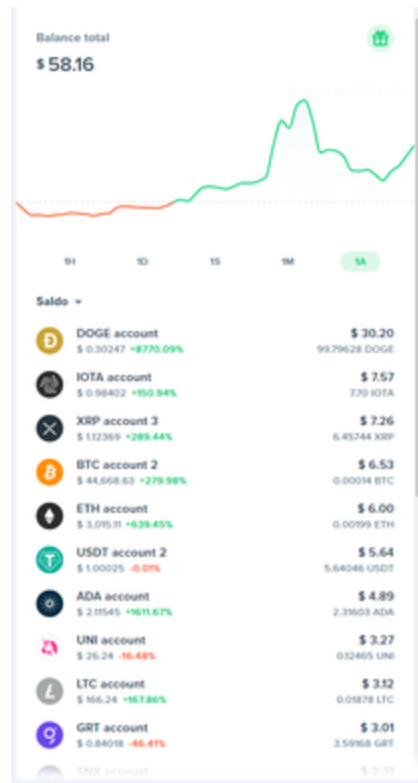 Balance total
$ 58.16
1H 1D 1S 1M 1A
Saldo
DOGE account $ 30.20
$ 0.30247 +8770.09% 99.79628 DOGE
IOTA account $ 7.57
$ 0.98402 +150.94% 7.70 IOTA
XRP account 3 $ 7.26
$ 1.12369 +289.44% 6.45744 XRP
BTC account 2 $ 6.53
$ 44,668.63 +279.98% 0.00014 BTC
ETH account $ 6.00
$ 3,015.11 +639.45% 0.00199 ETH
USDT account 2 $ 5.64
$ 1.00025 -0.01% 5.64046 USDT
ADA account $ 4.89
$ 2.11545 +1611.67% 2.31603 ADA
UNI account $ 3.27
$ 26.24 -16.48% 0.12465 UNI
LTC account $ 3.12
$ 166.24 +167.86% 0.01878 LTC
GRT account $ 3.01
$ 0.84018 -46.41% 3.59168 GRT
SNX account $ 2.31